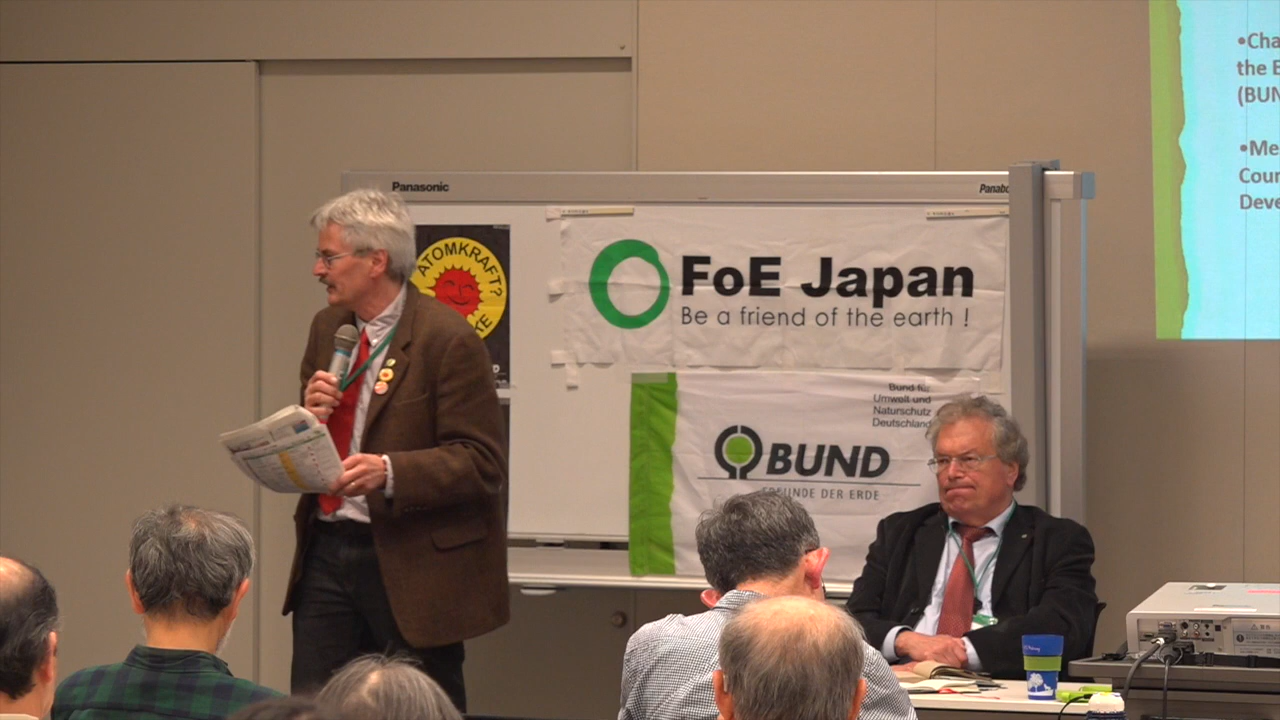 Panasonic
ATOMKRAFT?
FoE Japan
Be a friend of the earth !
Bund für
Umwelt und
Naturschutz
Deutschland
BUND
FREUNDE DER ERDE
•Cha
the E
(BUN
•Me
Coun
Deve